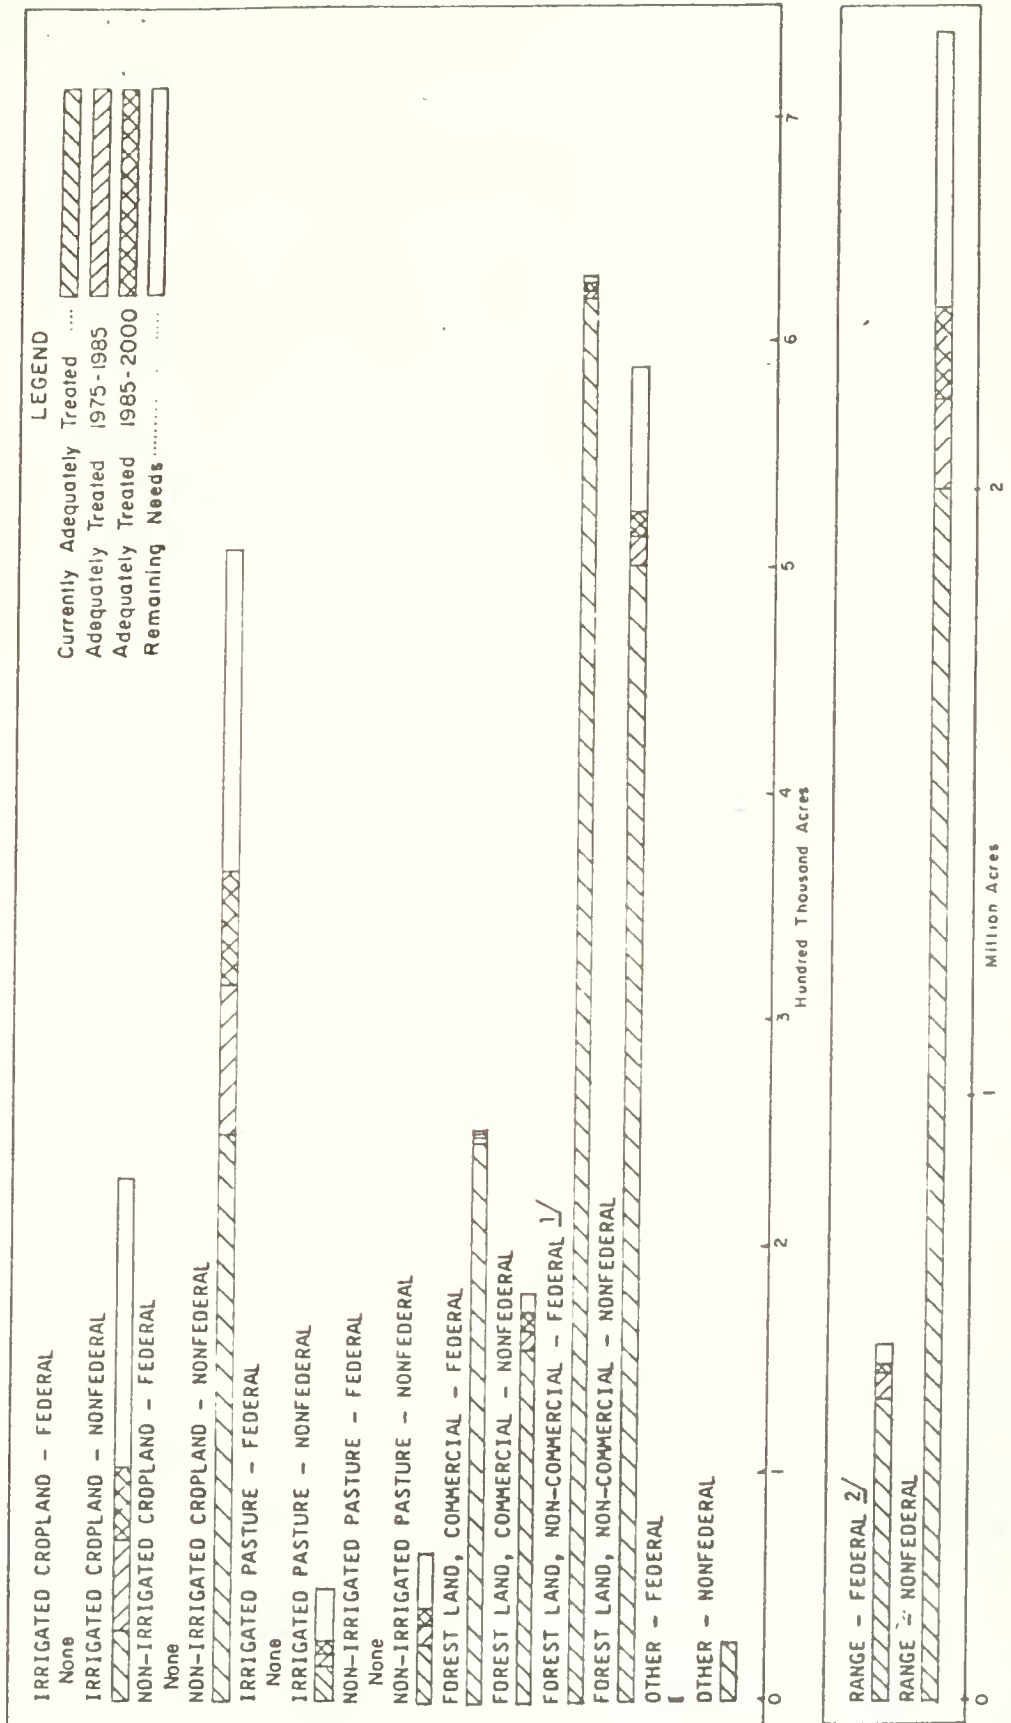 LEGEND
Currently Adequately Treated ....
Adequately Treated 1975-1985
Adequately Treated 1985-2000
Remaining Needs ..............
IRRIGATED CROPLAND - FEDERAL
None
IRRIGATED CROPLAND - NONFEDERAL
NON-IRRIGATED CROPLAND - FEDERAL
None
NON-IRRIGATED CROPLAND - NONFEDERAL
IRRIGATED PASTURE - FEDERAL
None
IRRIGATED PASTURE - NONFEDERAL
NON-IRRIGATED PASTURE - FEDERAL
None
NON-IRRIGATED PASTURE - NONFEDERAL
FOREST LAND, COMMERCIAL - FEDERAL
FOREST LAND, COMMERCIAL - NONFEDERAL
FOREST LAND, NON-COMMERCIAL - FEDERAL 1/
FOREST LAND, NON-COMMERCIAL - NONFEDERAL
OTHER - FEDERAL
OTHER - NONFEDERAL
0 1 2 3 4 5 6 7
Hundred Thousand Acres
RANGE - FEDERAL 2/
RANGE - NONFEDERAL
0 1 2
Million Acres